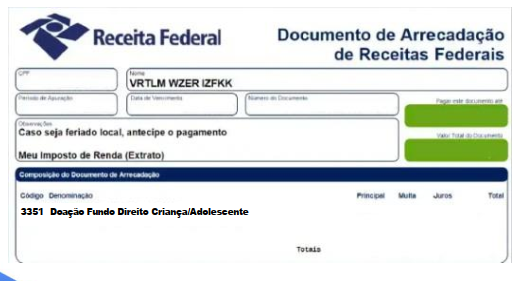 Receita Federal
Documento de Arrecadação
de Receitas Federais
CPF
Nome
VRTLM WZER IZFKK
Período de Apuração
Data de Vencimento
Número do Documento
Pagar este documento até
Observações
Caso seja feriado local, antecipe o pagamento
Valor Total do Documento
Meu Imposto de Renda (Extrato)
Composição do Documento de Arrecadação
Código Denominação Principal Multa Juros Total
3351 Doação Fundo Direito Criança/Adolescente
Totais